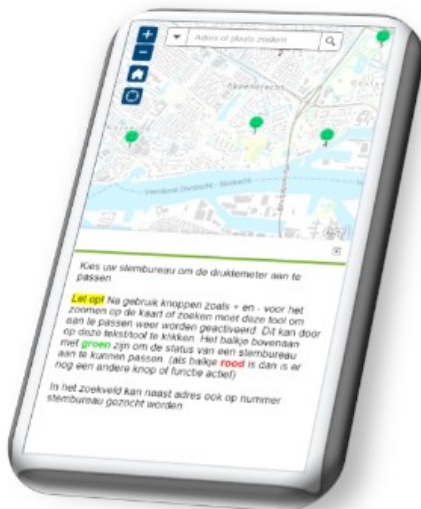 +
−
Adres of plaats zoeken
Papendrecht
Kies uw stembureau om de druktemeter aan te
passen
Let op! Na gebruik knoppen zoals + en - voor het
zoomen op de kaart of zoeken moet deze tool om
aan te passen weer worden geactiveerd. Dit kan door
op deze tekst/tool te klikken. Het balkje bovenaan
met groen zijn om de status van een stembureau
aan te kunnen passen. (als balkje rood is dan is er
nog een andere knop of functie actief)
In het zoekveld kan naast adres ook op nummer
stembureau gezocht worden